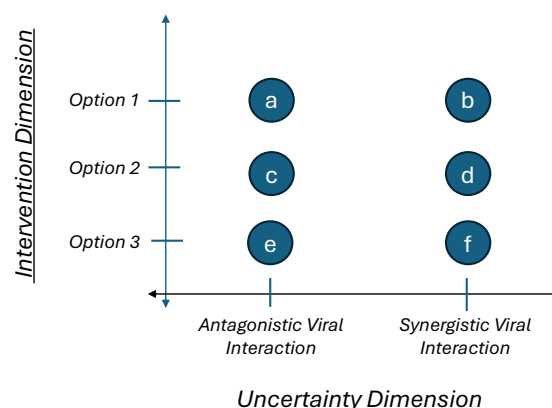 Intervention Dimension
Option 1
a
b
Option 2
c
d
Option 3
e
f
Antagonistic Viral
Interaction
Synergistic Viral
Interaction
Uncertainty Dimension